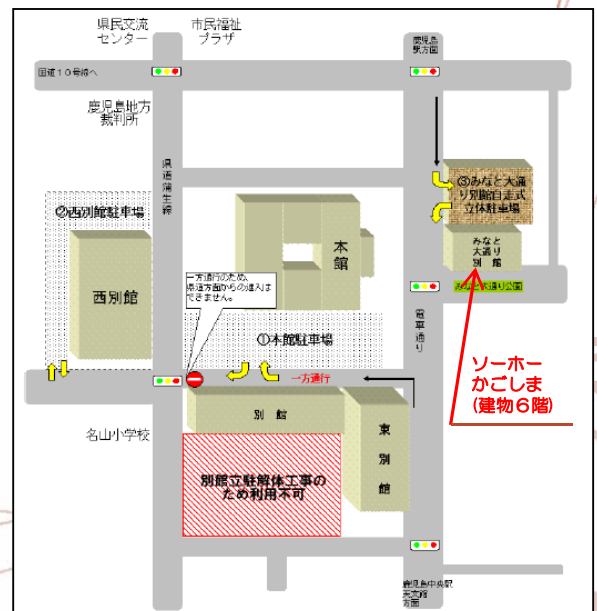 県民交流
センター
市民福祉
プラザ
鹿児島
駅方面
国道10号線へ
鹿児島地方
裁判所
県道蒲生線
③みなと大通
り別館自走式
立体駐車場
②西別館駐車場
本館
みなと
大通り
別館
西別館
一方通行のため、
県道方面からの進入は
できません。
みなと大通り公園
電車通り
①本館駐車場
ソーホー
かごしま
(建物6階)
一方通行
名山小学校
別館
東別館
別館立駐解体工事の
ため利用不可
鹿児島中央駅
天文館
方面